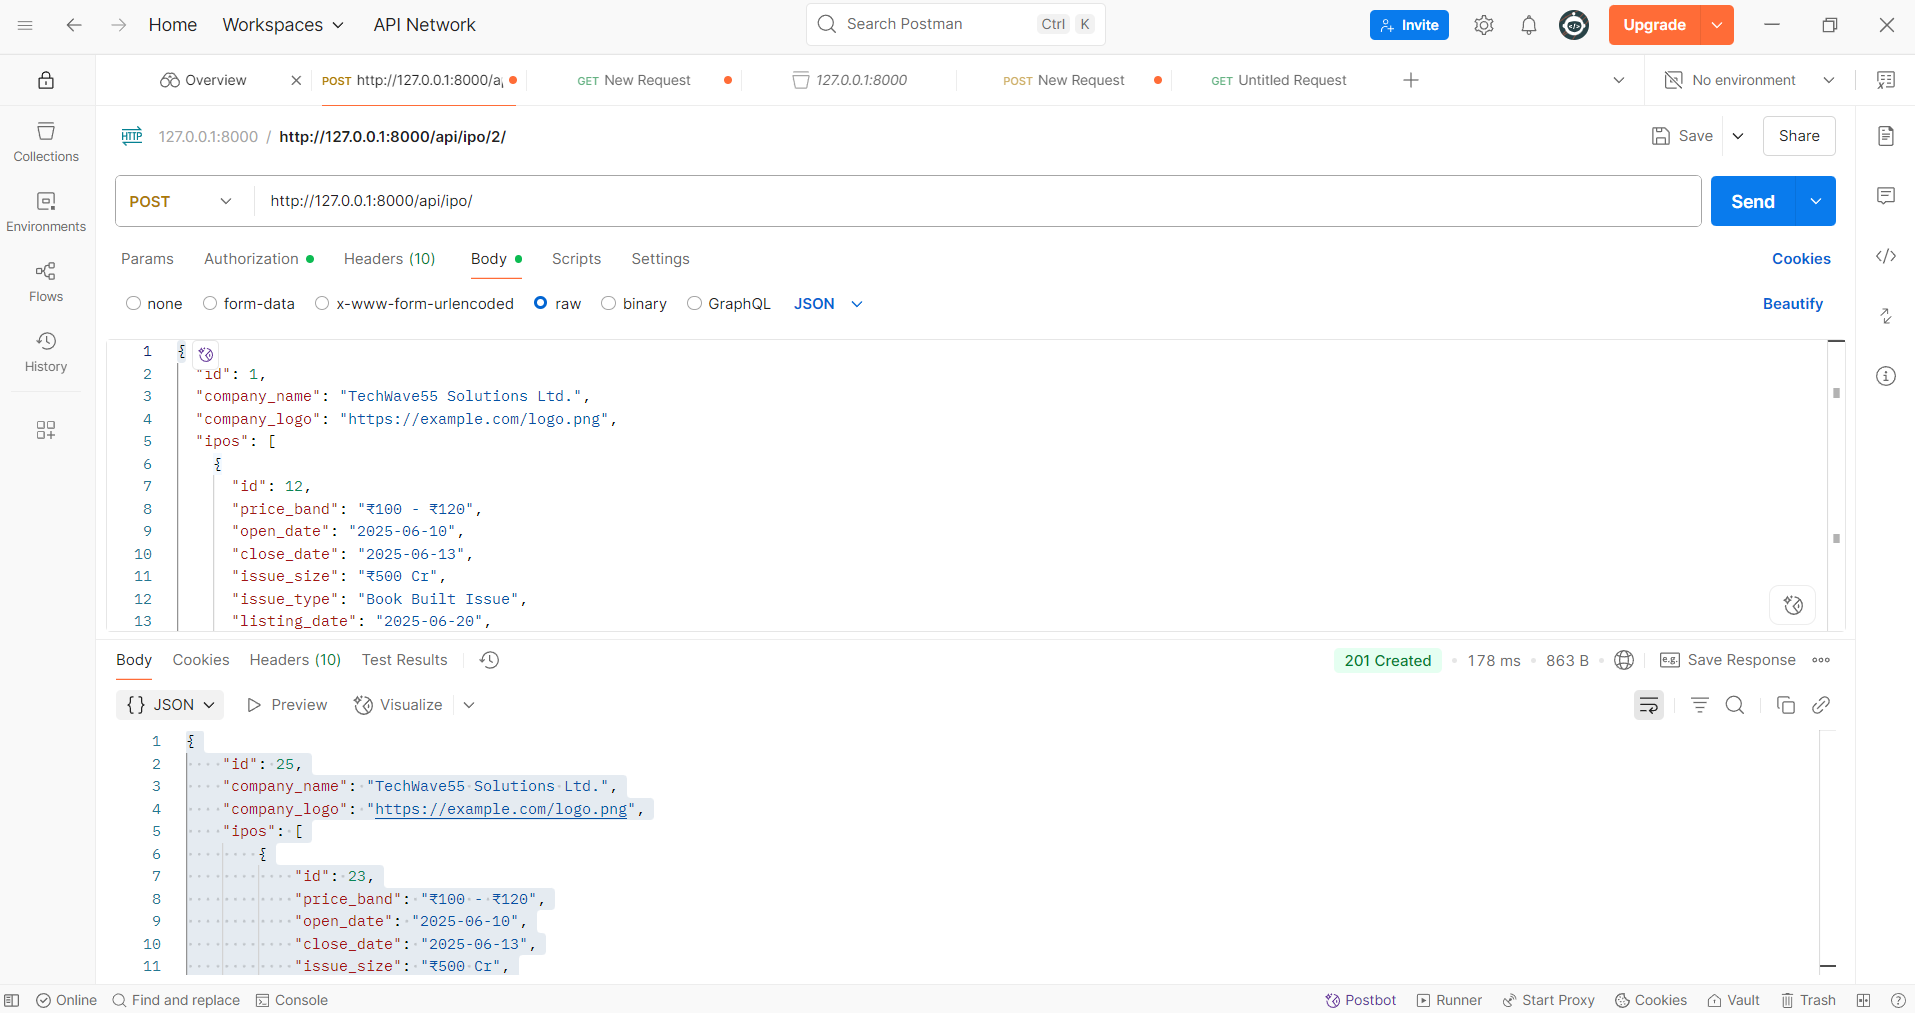 Home Workspaces API Network Search Postman Ctrl K Invite Upgrade
Overview POST http://127.0.0.1:8000/a GET New Request 127.0.0.1:8000 POST New Request GET Untitled Request No environment
Collections
Environments
Flows
History
HTTP 127.0.0.1:8000 / http://127.0.0.1:8000/api/ipo/2/ Save Share
POST http://127.0.0.1:8000/api/ipo/ Send
Params Authorization Headers (10) Body Scripts Settings Cookies
none form-data x-www-form-urlencoded raw binary GraphQL JSON Beautify
1 {
2 "id": 1,
3 "company_name": "TechWave55 Solutions Ltd.",
4 "company_logo": "https://example.com/logo.png",
5 "ipos": [
6 {
7 "id": 12,
8 "price_band": "₹100 - ₹120",
9 "open_date": "2025-06-10",
10 "close_date": "2025-06-13",
11 "issue_size": "₹500 Cr",
12 "issue_type": "Book Built Issue",
13 "listing_date": "2025-06-20",
Body Cookies Headers (10) Test Results 201 Created 178 ms 863 B e.g. Save Response
{} JSON Preview Visualize
1 {
2 "id": 25,
3 "company_name": "TechWave55 Solutions Ltd.",
4 "company_logo": "https://example.com/logo.png",
5 "ipos": [
6 {
7 "id": 23,
8 "price_band": "₹100 - ₹120",
9 "open_date": "2025-06-10",
10 "close_date": "2025-06-13",
11 "issue_size": "₹500 Cr",
Online Find and replace Console Postbot Runner Start Proxy Cookies Vault Trash